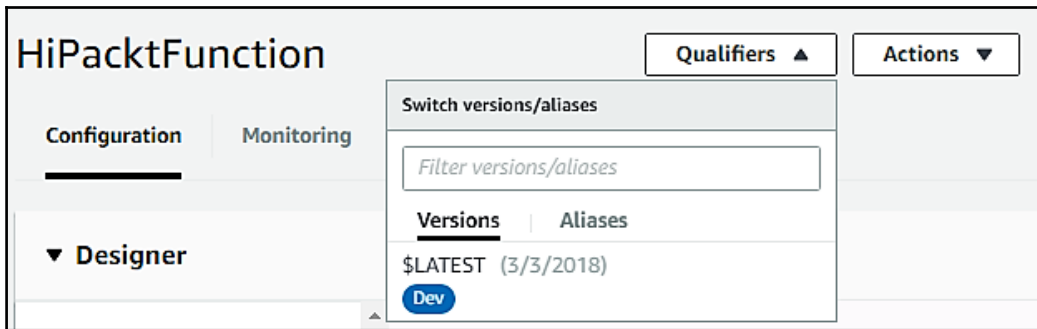 HiPacktFunction
Qualifiers ▲
Actions ▼
Switch versions/aliases
Configuration
Monitoring
Filter versions/aliases
Versions
Aliases
▼ Designer
$LATEST (3/3/2018)
Dev